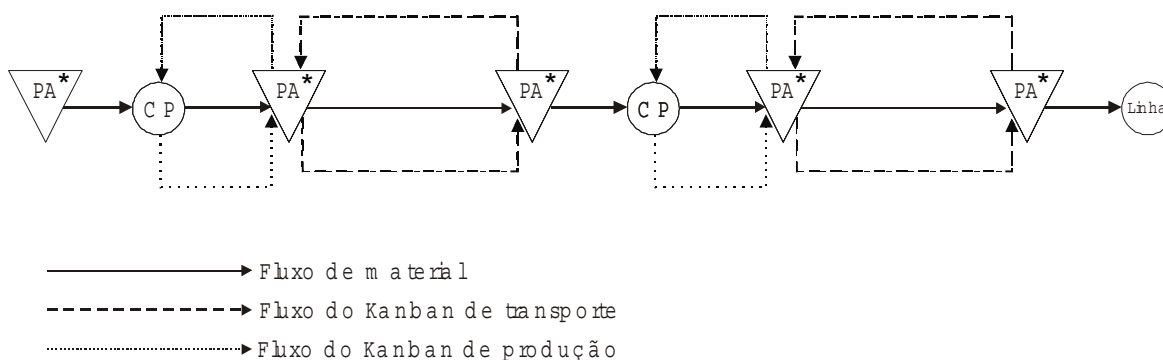 PA* CP PA* PA* CP PA* PA* Linha
Fluxo de material
Fluxo do Kanban de transporte
Fluxo do Kanban de produção